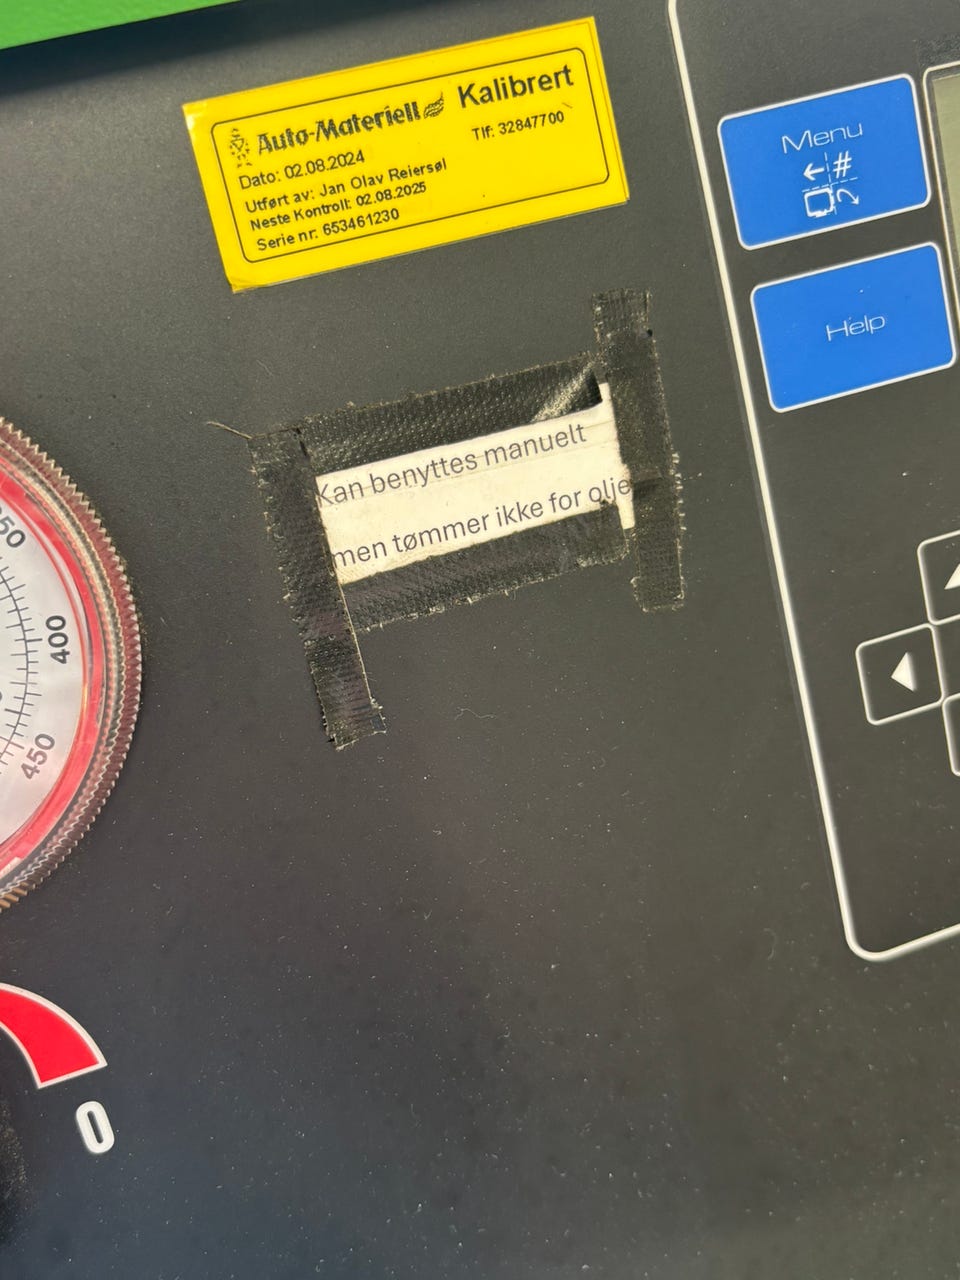 Auto-Materiell Kalibrert
Dato: 02.08.2024 Tlf: 32847700
Utført av: Jan Olav Reiersøl
Neste Kontroll: 02.08.2025
Serie nr: 653461230
Menu
#
Help
Kan benyttes manuelt
men tømmer ikke for olje
400
450
0